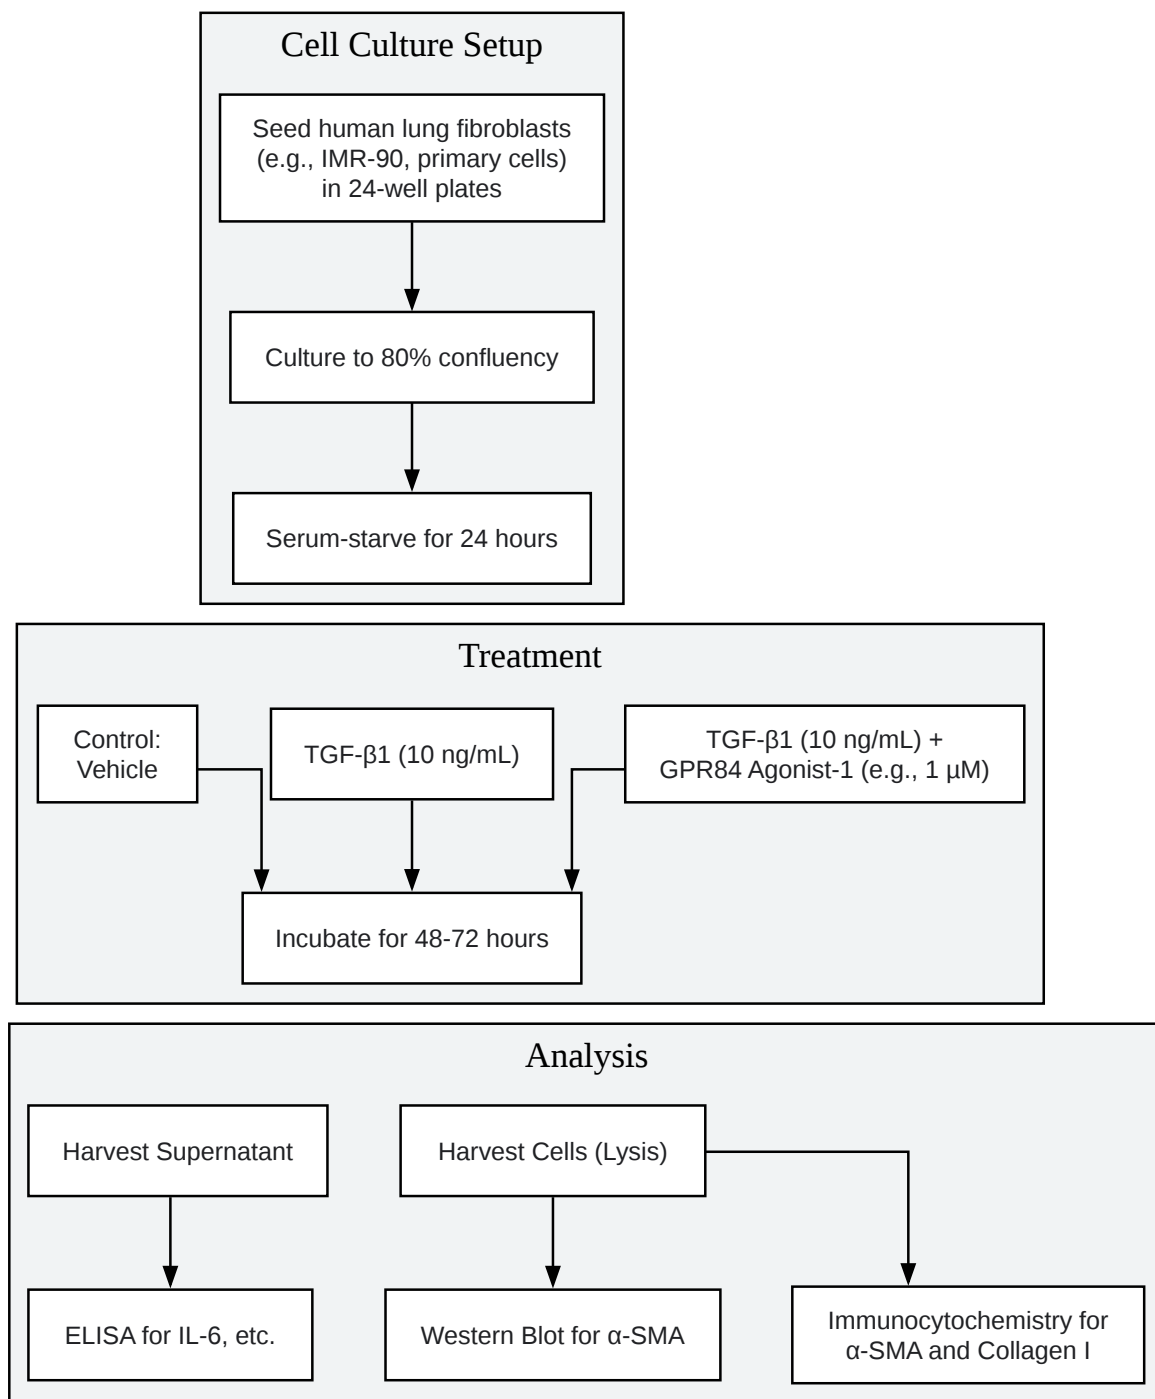 Cell Culture Setup
Seed human lung fibroblasts
(e.g., IMR-90, primary cells)
in 24-well plates
Culture to 80% confluency
Serum-starve for 24 hours
Treatment
Control:
Vehicle
TGF-β1 (10 ng/mL)
TGF-β1 (10 ng/mL) +
GPR84 Agonist-1 (e.g., 1 µM)
Incubate for 48-72 hours
Analysis
Harvest Supernatant
Harvest Cells (Lysis)
ELISA for IL-6, etc.
Western Blot for α-SMA
Immunocytochemistry for
α-SMA and Collagen I